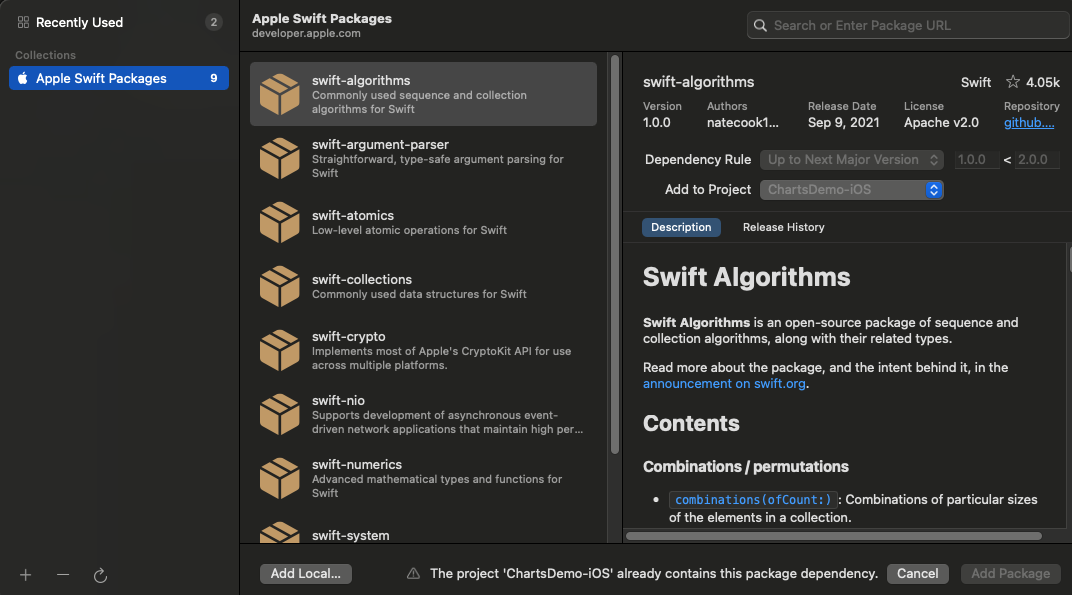 Recently Used
2
Collections
Apple Swift Packages
9
Apple Swift Packages
developer.apple.com
Search or Enter Package URL
swift-algorithms
Commonly used sequence and collection
algorithms for Swift
swift-argument-parser
Straightforward, type-safe argument parsing for
Swift
swift-atomics
Low-level atomic operations for Swift
swift-collections
Commonly used data structures for Swift
swift-crypto
Implements most of Apple's CryptoKit API for use
across multiple platforms.
swift-nio
Supports development of asynchronous event-
driven network applications that maintain high per...
swift-numerics
Advanced mathematical types and functions for
Swift
swift-system
swift-algorithms
Swift
4.05k
Version
Authors
Release Date
License
Repository
1.0.0
natecook1...
Sep 9, 2021
Apache v2.0
github....
Dependency Rule
Up to Next Major Version
1.0.0 < 2.0.0
Add to Project
ChartsDemo-iOS
Description
Release History
Swift Algorithms
Swift Algorithms is an open-source package of sequence and
collection algorithms, along with their related types.
Read more about the package, and the intent behind it, in the
announcement on swift.org.
Contents
Combinations / permutations
• combinations(ofCount:): Combinations of particular sizes
of the elements in a collection.
Add Local...
The project 'ChartsDemo-iOS' already contains this package dependency.
Cancel
Add Package